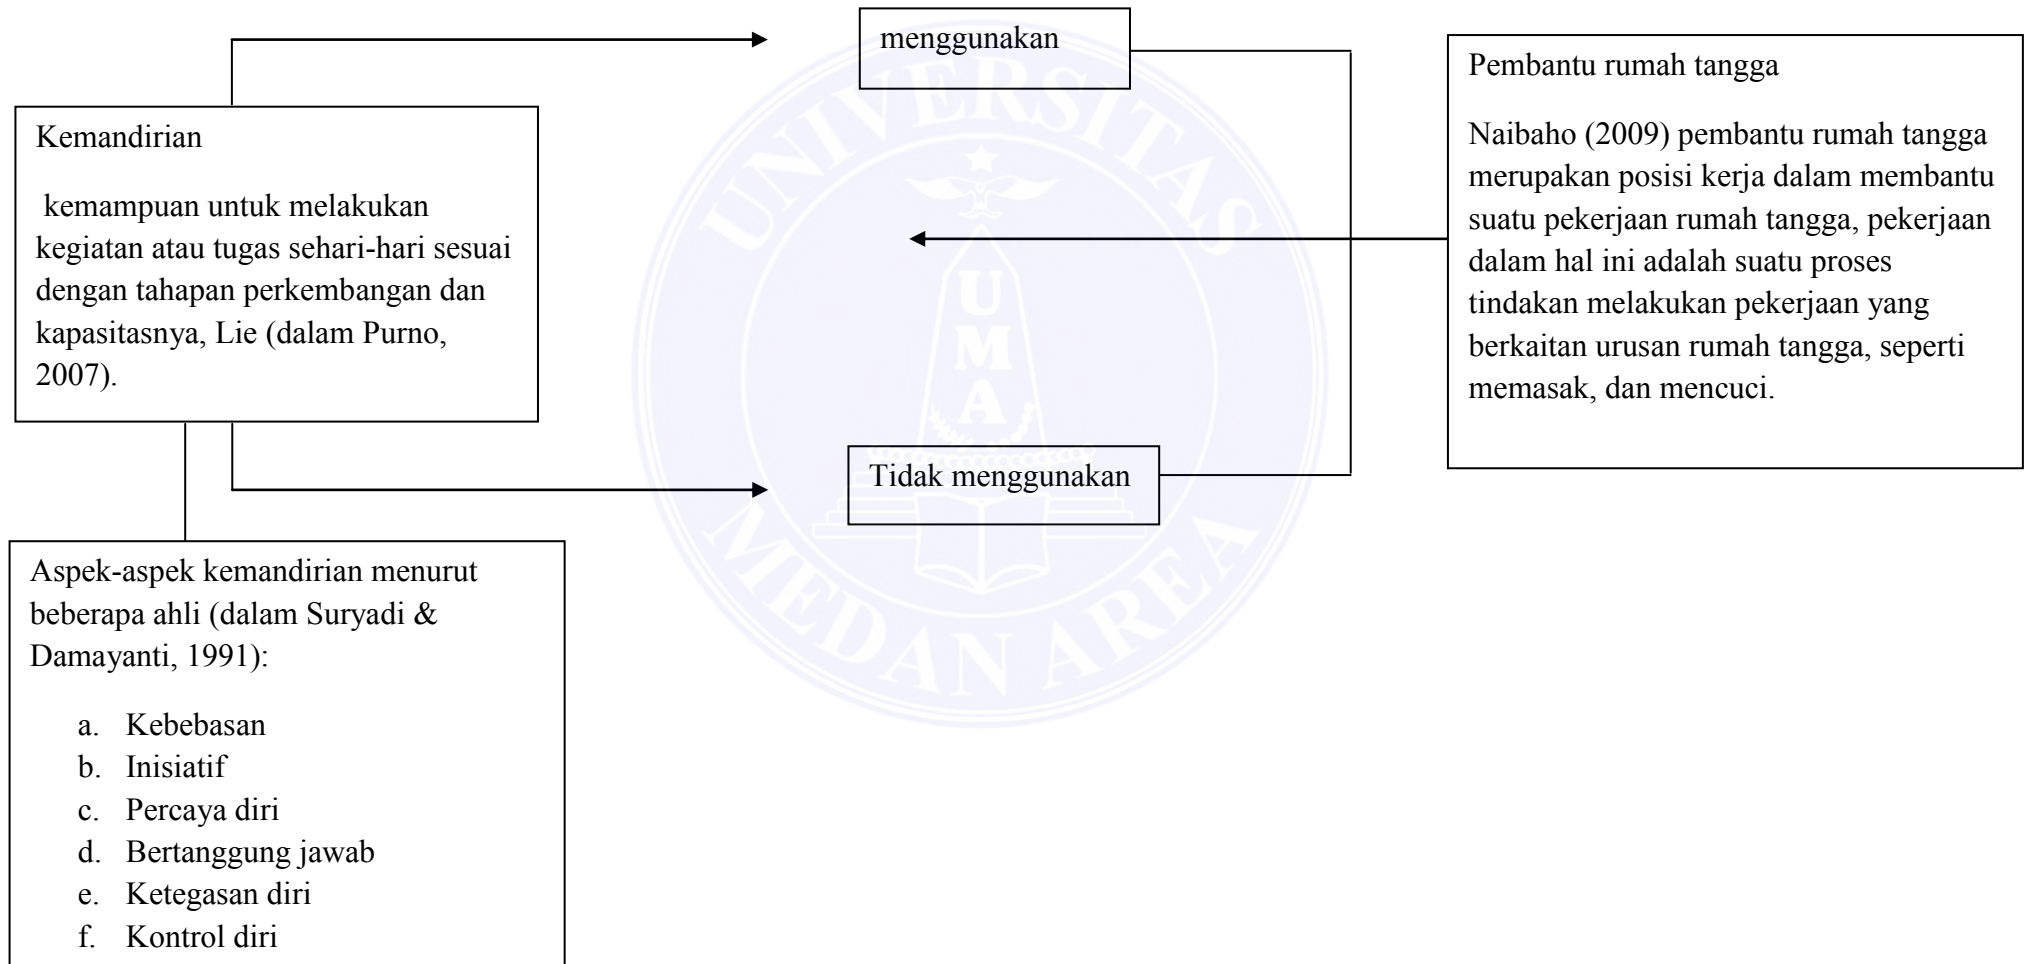 menggunakan
Kemandirian
kemampuan untuk melakukan
kegiatan atau tugas sehari-hari sesuai
dengan tahapan perkembangan dan
kapasitasnya, Lie (dalam Purno,
2007).
Pembantu rumah tangga
Naibaho (2009) pembantu rumah tangga
merupakan posisi kerja dalam membantu
suatu pekerjaan rumah tangga, pekerjaan
dalam hal ini adalah suatu proses
tindakan melakukan pekerjaan yang
berkaitan urusan rumah tangga, seperti
memasak, dan mencuci.
Tidak menggunakan
Aspek-aspek kemandirian menurut
beberapa ahli (dalam Suryadi &
Damayanti, 1991):
a. Kebebasan
b. Inisiatif
c. Percaya diri
d. Bertanggung jawab
e. Ketegasan diri
f. Kontrol diri
UNIVERSITAS
U
M
A
MEDAN AREA